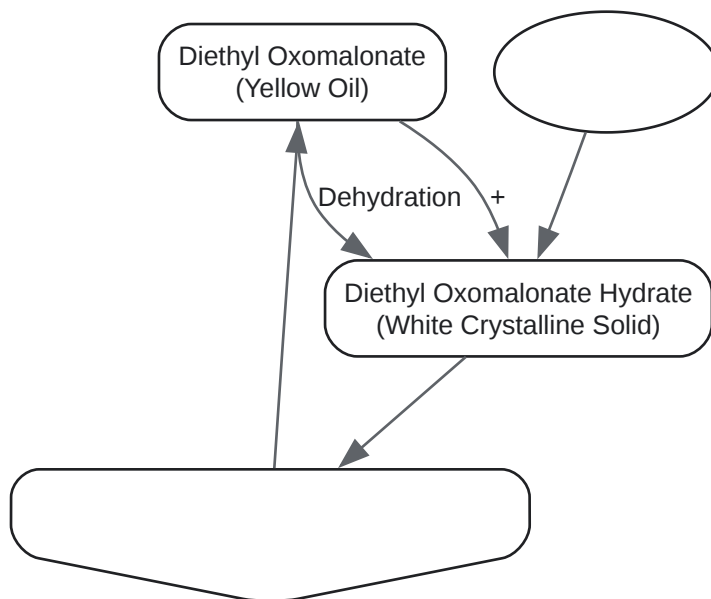 Diethyl Oxomalonate
(Yellow Oil)
Dehydration
+
Diethyl Oxomalonate Hydrate
(White Crystalline Solid)